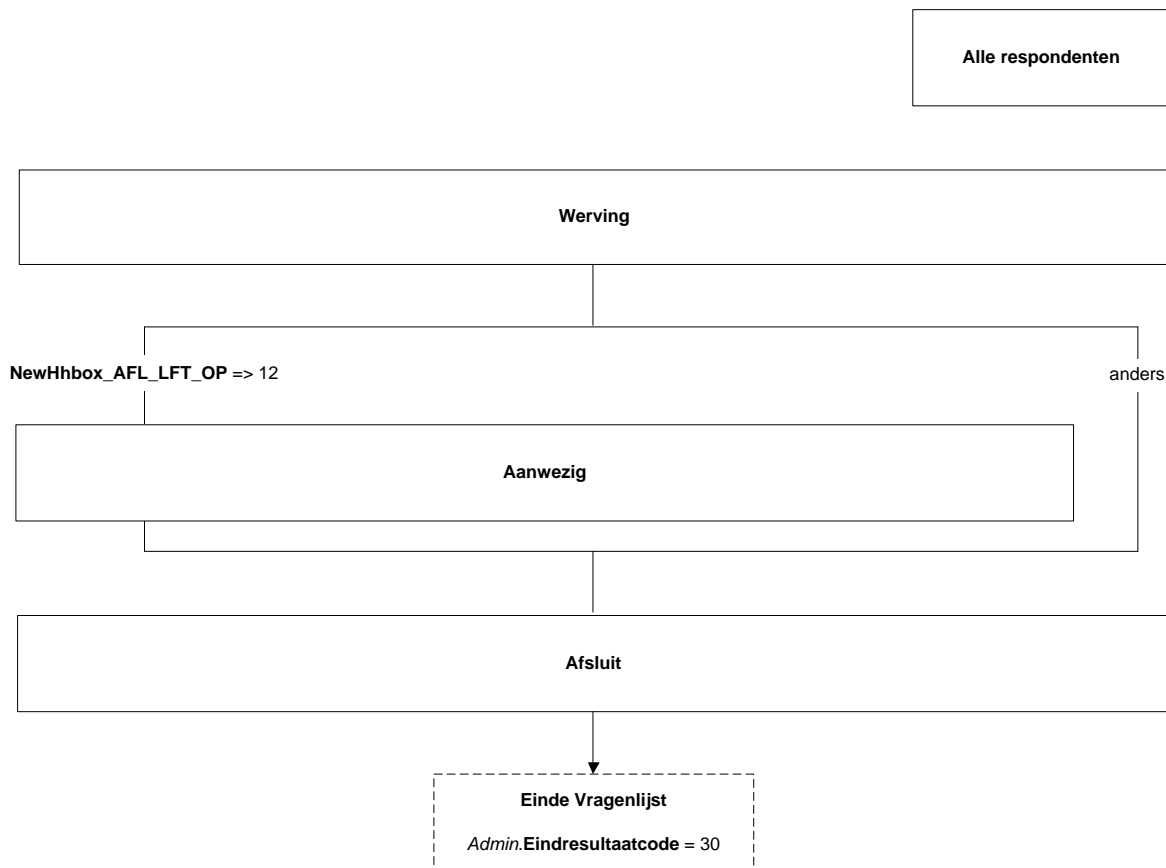 Alle respondenten
Werving
NewHhbox_AFL_LFT_OP => 12
anders
Aanwezig
Afsluit
Einde Vragenlijst
Admin.Eindresultaatcode = 30